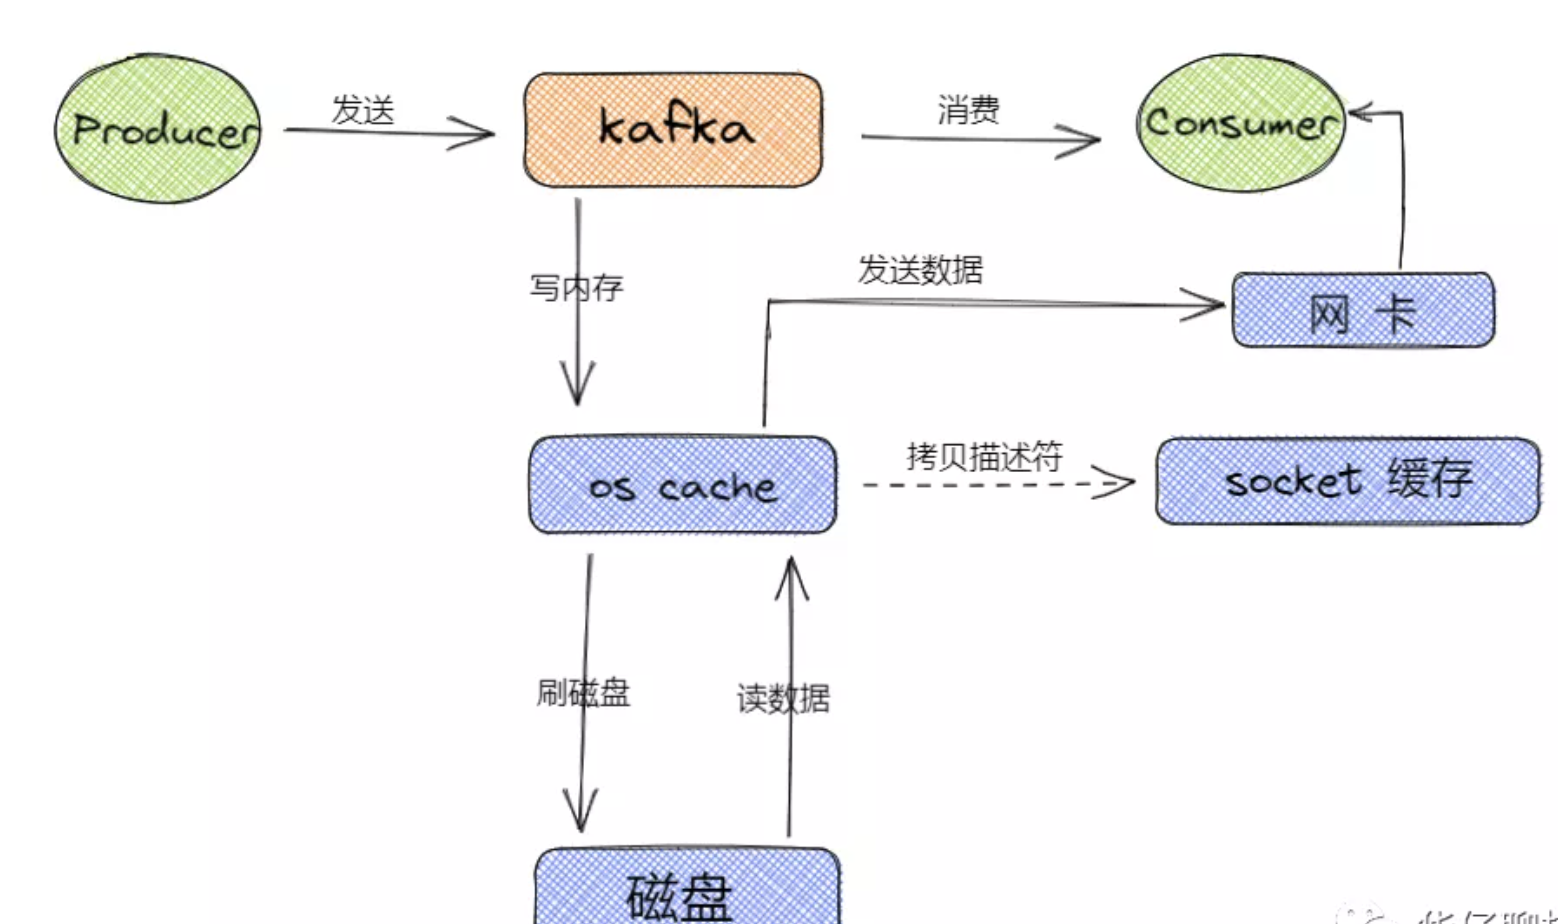 Producer
发送
kafka
消费
Consumer
写内存
发送数据
网 卡
os cache
拷贝描述符
socket 缓存
刷磁盘
读数据
磁盘